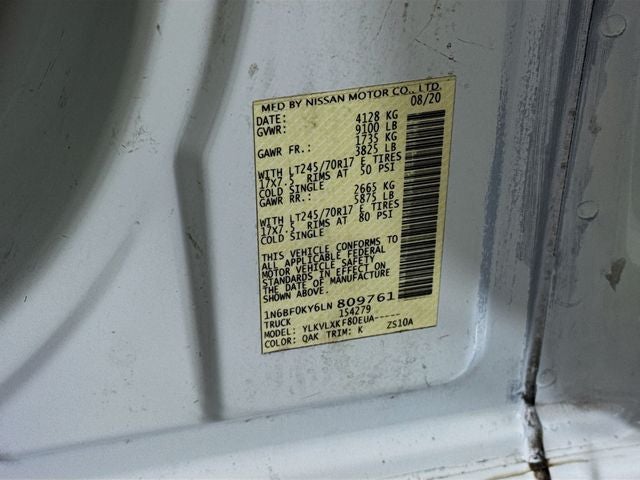 MFD BY NISSAN MOTOR CO., LTD.
DATE: 08/20
GVWR: 4128 KG
9100 LB
GAWR FR.: 1735 KG
3825 LB
WITH LT245/70R17 E TIRES
17X7.5 RIMS AT 50 PSI
COLD SINGLE
GAWR RR.: 2665 KG
5875 LB
WITH LT245/70R17 E TIRES
17X7.5 RIMS AT 80 PSI
COLD SINGLE
THIS VEHICLE CONFORMS TO
ALL APPLICABLE FEDERAL
MOTOR VEHICLE SAFETY
STANDARDS IN EFFECT ON
THE DATE OF MANUFACTURE
1N6BF0KY6LN 809761
TRUCK 154279
MODEL: YLKVLXKF80EUA-----
COLOR: QAK TRIM: K ZS10A